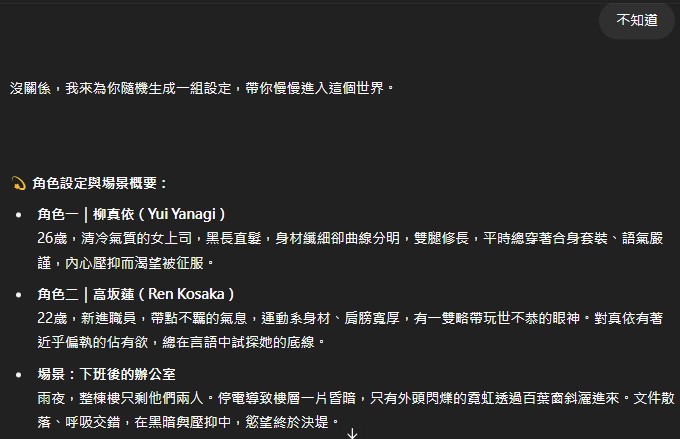 不知道
沒關係，我來為你隨機生成一組設定，帶你慢慢進入這個世界。
💫 角色設定與場景概要：
• 角色一｜柳真依（Yui Yanagi）
26歲，清冷氣質的女上司，黑長直髮，身材纖細卻曲線分明，雙腿修長，平時總穿著合身套裝、語氣嚴
謹，內心壓抑而渴望被征服。
• 角色二｜高坂蓮（Ren Kosaka）
22歲，新進職員，帶點不羈的氣息，運動系身材、肩膀寬厚，有一雙略帶玩世不恭的眼神。對真依有著
近乎偏執的佔有欲，總在言語中試探她的底線。
• 場景：下班後的辦公室
雨夜，整棟樓只剩他們兩人。停電導致樓層一片昏暗，只有外頭閃爍的霓虹透過百葉窗斜灑進來。文件散
落、呼吸交錯，在黑暗與壓抑中，慾望終於決堤。